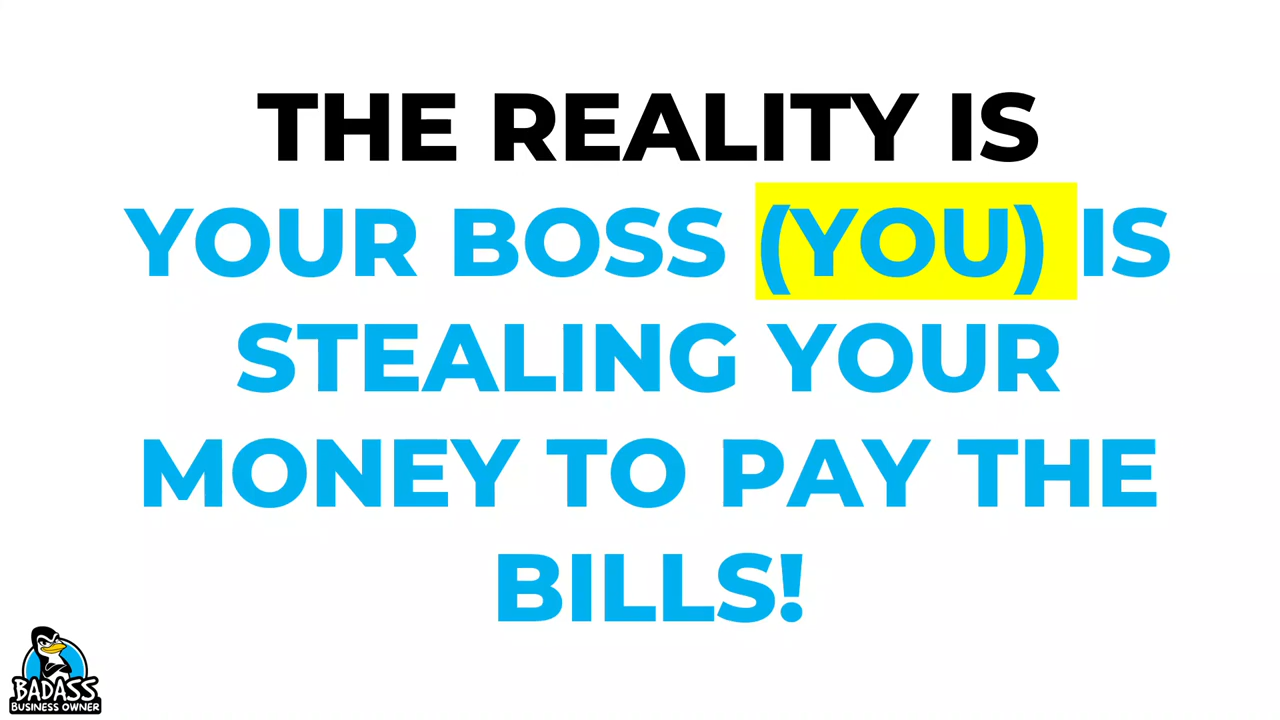 THE REALITY IS
YOUR BOSS (YOU) IS
STEALING YOUR
MONEY TO PAY THE
BILLS!
BADASS
BUSINESS OWNER